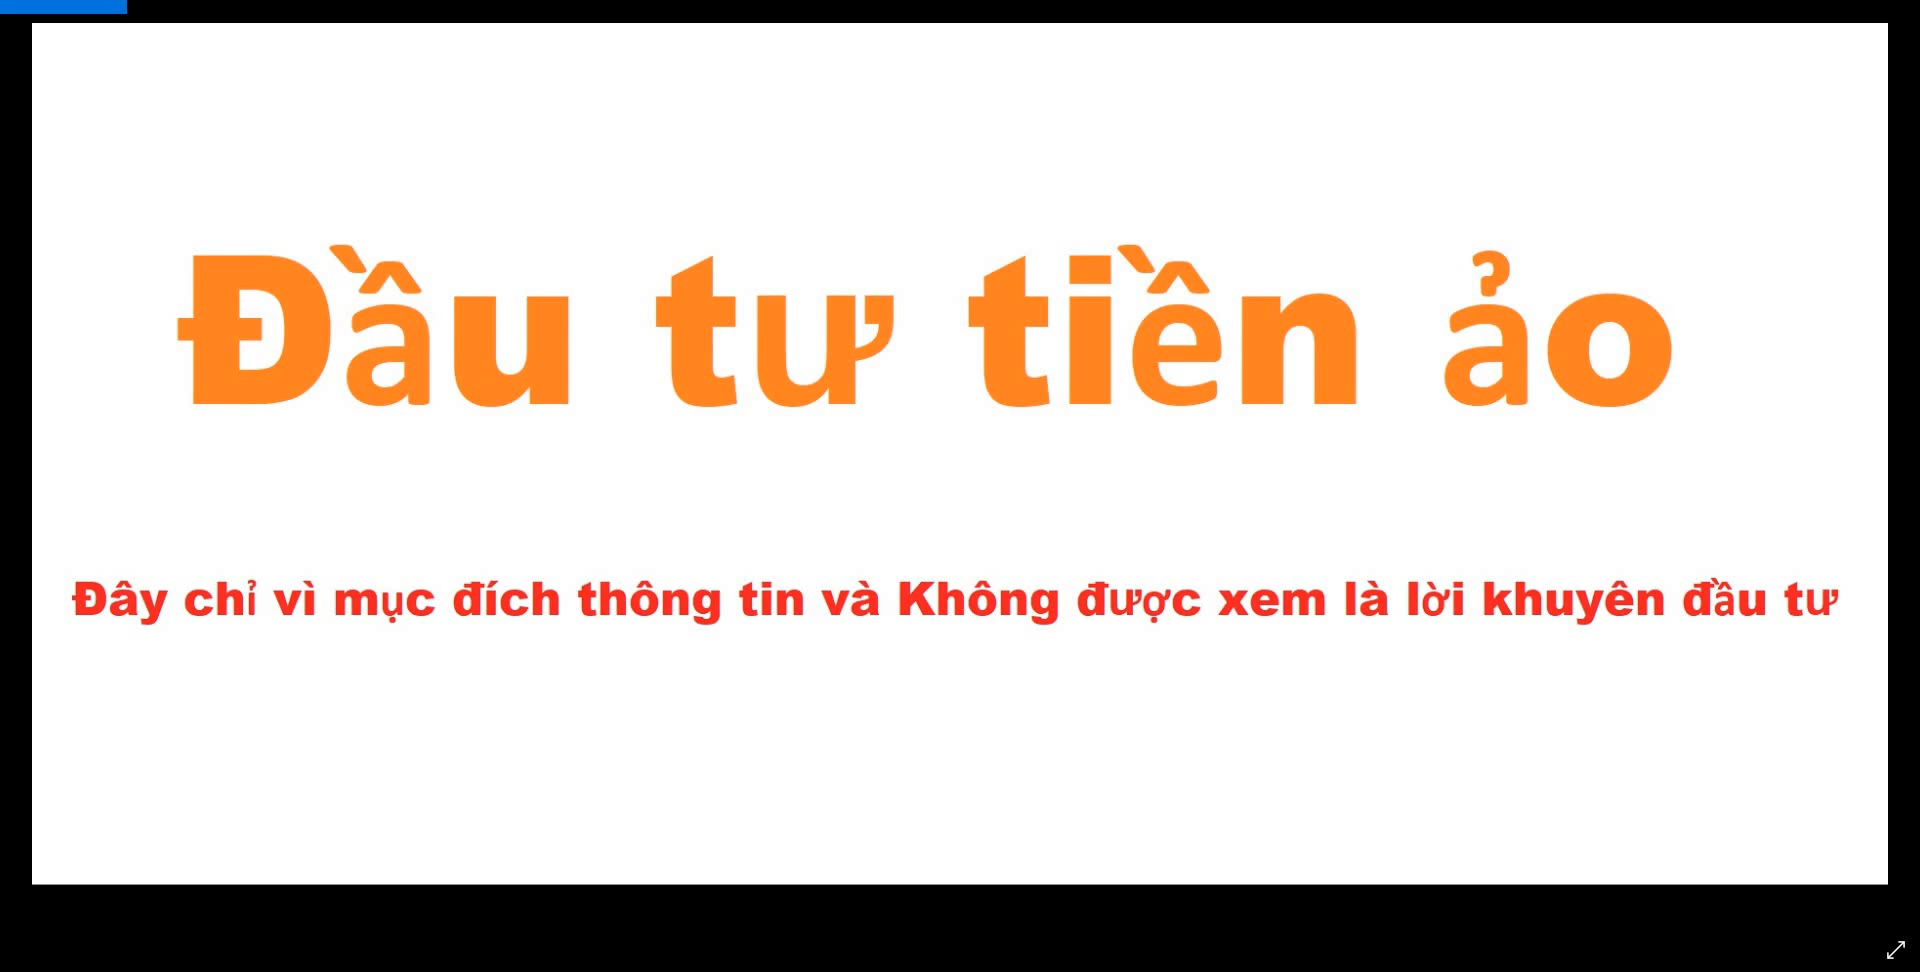 Đầu tư tiền ảo
Đây chỉ vì mục đích thông tin và Không được xem là lời khuyên đầu tư